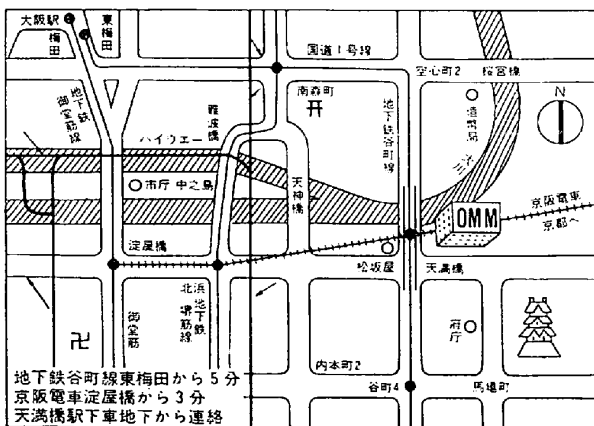 大阪駅
梅田
東梅田
国道1号線
空心町2
桜宮橋
地下鉄
御堂筋線
難波橋
南森町
地下鉄谷町線
造幣局
大川
N
ハイウェー
天神橋
市庁
中之島
OMM
京阪電車
京都へ
淀屋橋
松坂屋
天満橋
北浜
地下鉄
堺筋線
御堂筋
府庁
内本町2
谷町4
馬場町
地下鉄谷町線東梅田から5分
京阪電車淀屋橋から3分
天満橋駅下車地下から連絡